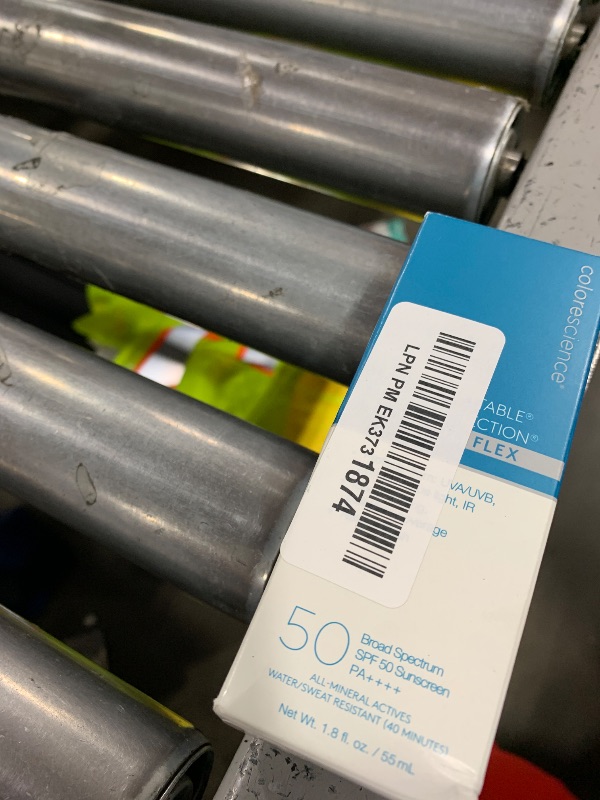 colorescience®
TABLE®
CTION®
FLEX
VA/UVB,
ht, IR
ge
LPN PM EK3731874
50
Broad Spectrum
SPF 50 Sunscreen
PA++++
ALL-MINERAL ACTIVES
WATER/SWEAT RESISTANT (40 MINUTES)
Net Wt. 1.8 fl. oz. / 55 mL